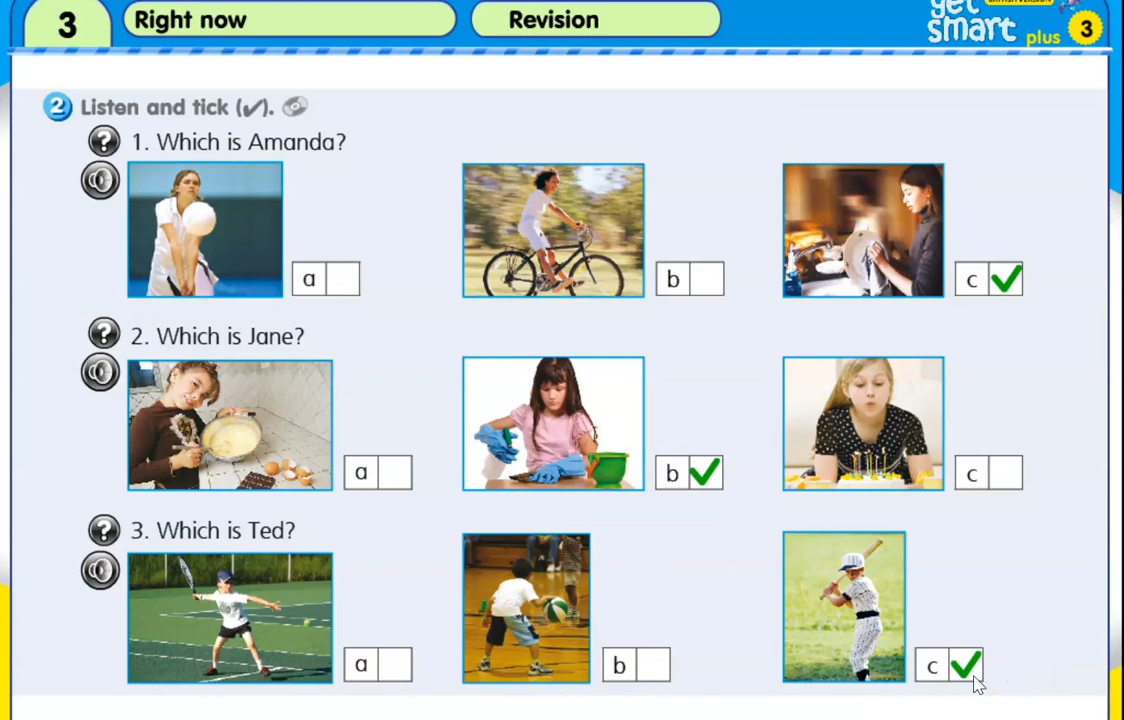 3 Right now Revision
get
smart plus 3
2 Listen and tick (✓).
? 1. Which is Amanda?
a
b
c ✓
? 2. Which is Jane?
a
b ✓
c
? 3. Which is Ted?
a
b
c ✓